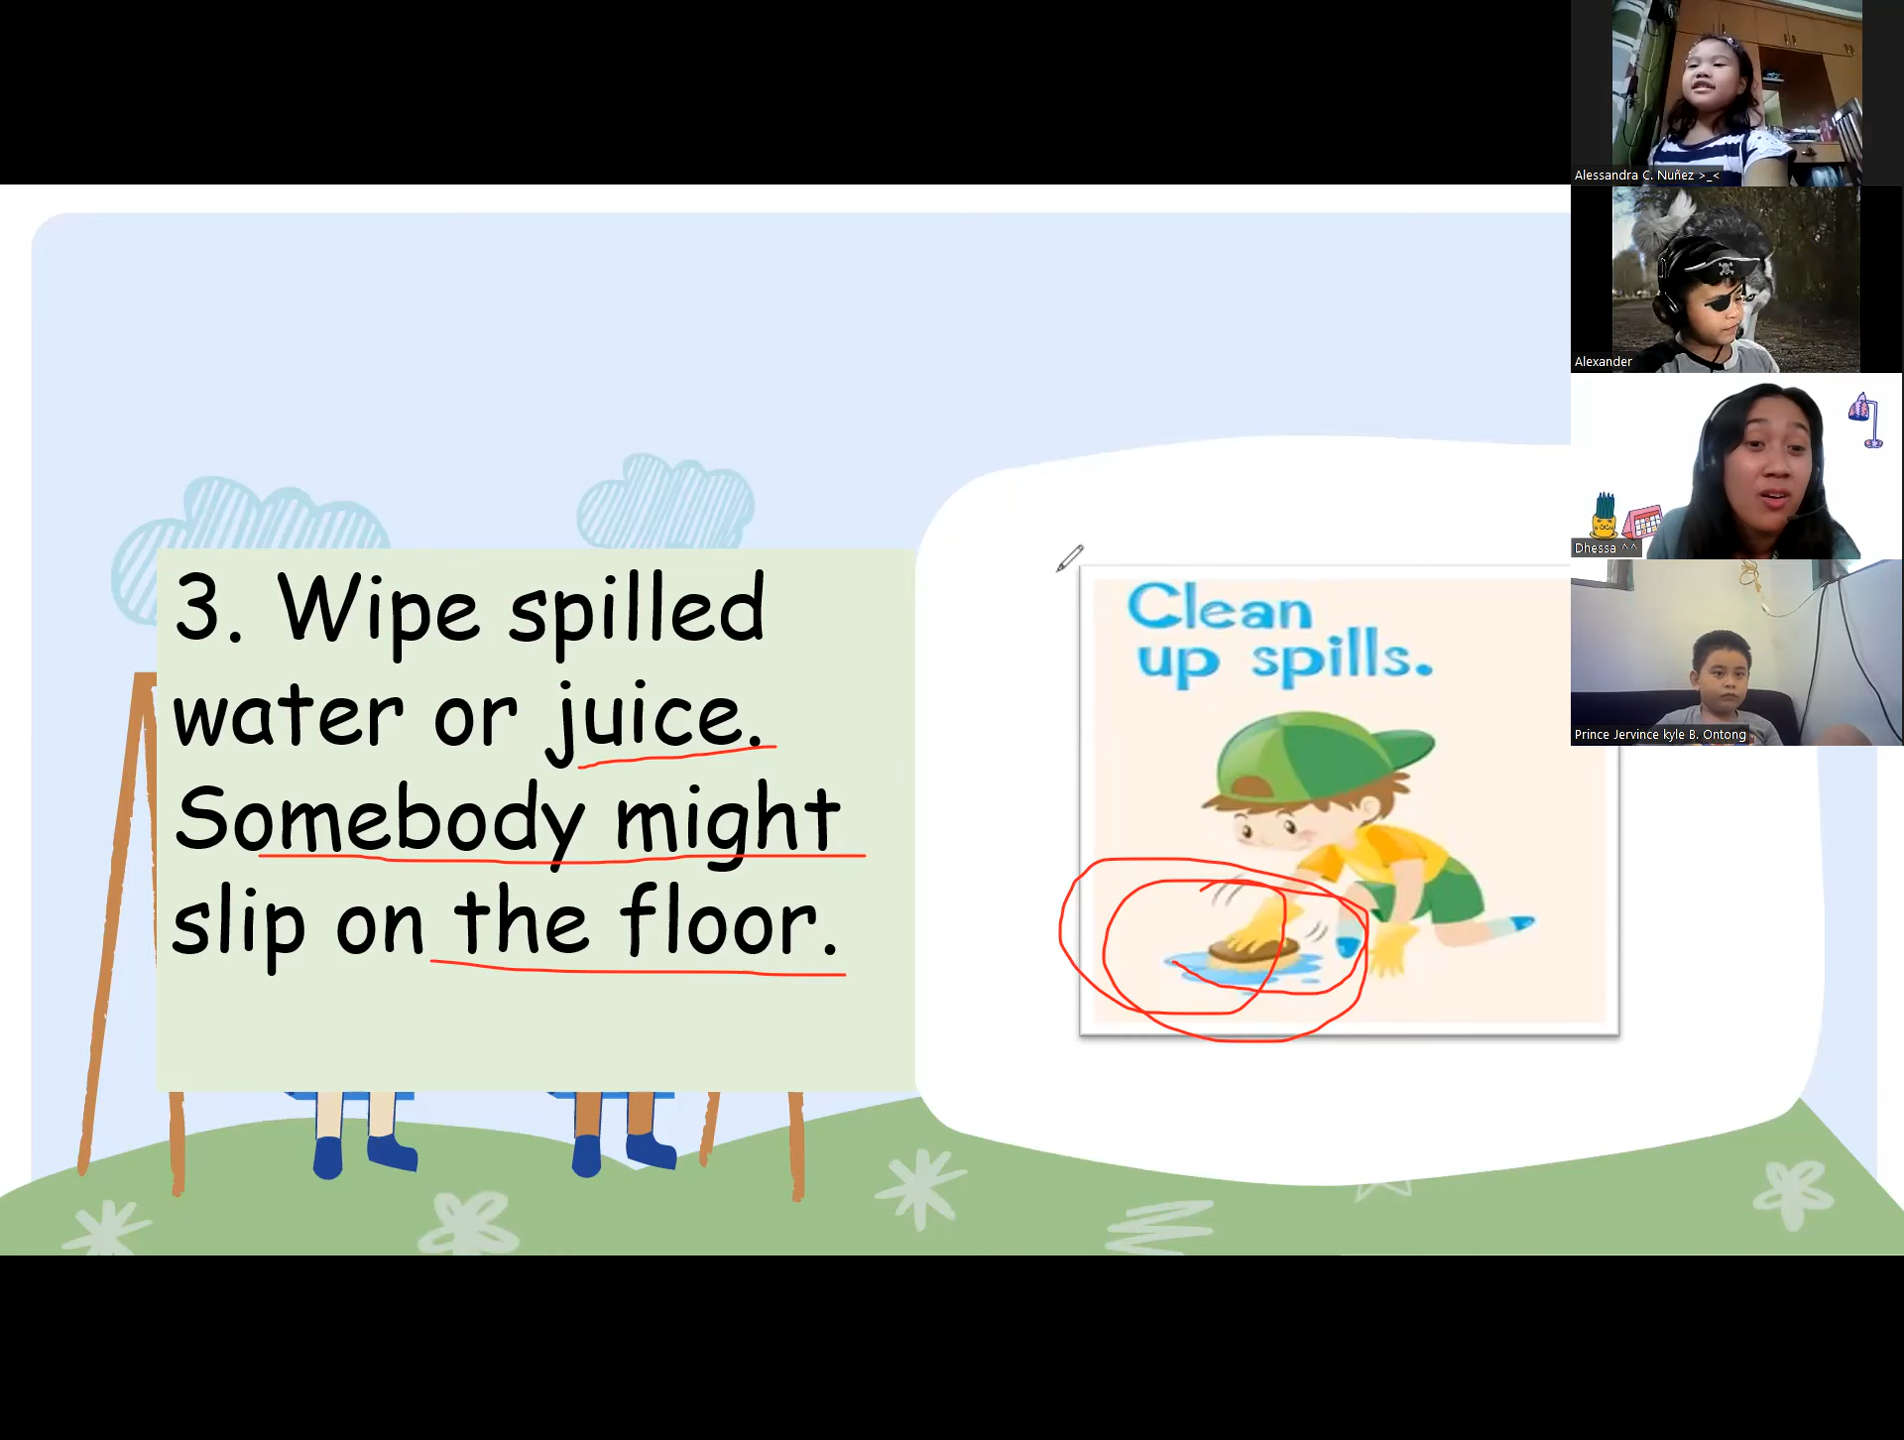 3. Wipe spilled
water or juice.
Somebody might
slip on the floor.
Clean
up spills.
Alessandra C. Nuñez >_<
Alexander
Dhessa ^^
Prince Jervince kyle B. Ontong